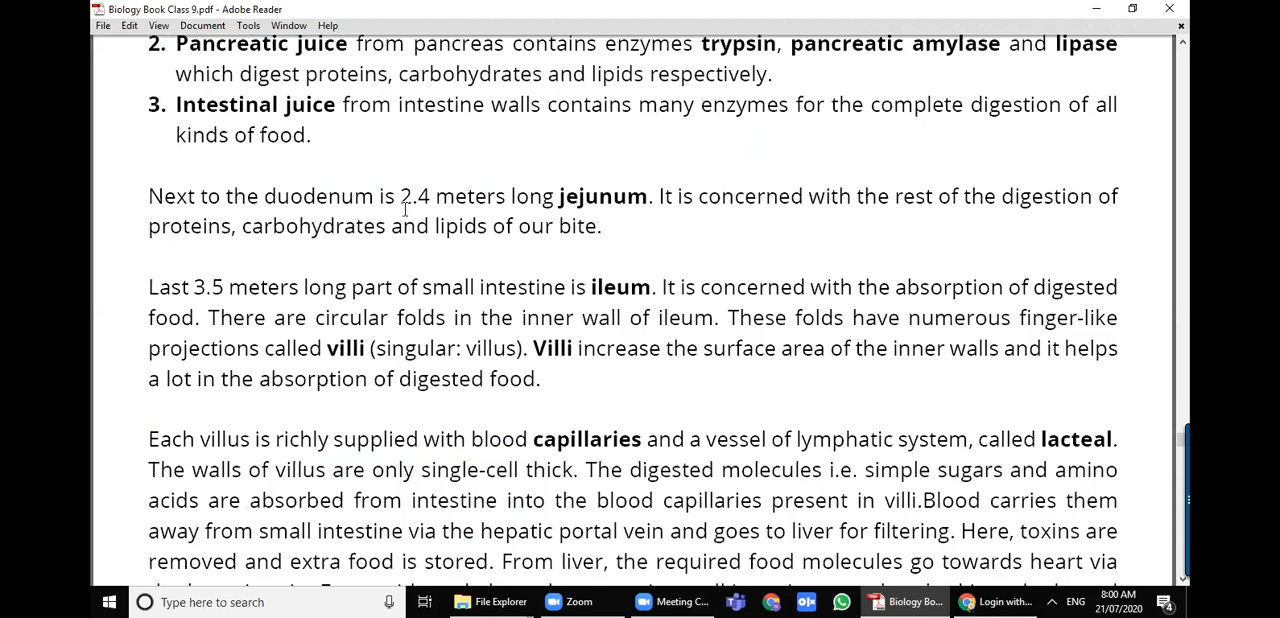 Biology Book Class 9.pdf - Adobe Reader
File Edit View Document Tools Window Help
2. Pancreatic juice from pancreas contains enzymes trypsin, pancreatic amylase and lipase
which digest proteins, carbohydrates and lipids respectively.
3. Intestinal juice from intestine walls contains many enzymes for the complete digestion of all
kinds of food.
Next to the duodenum is 2.4 meters long jejunum. It is concerned with the rest of the digestion of
proteins, carbohydrates and lipids of our bite.
Last 3.5 meters long part of small intestine is ileum. It is concerned with the absorption of digested
food. There are circular folds in the inner wall of ileum. These folds have numerous finger-like
projections called villi (singular: villus). Villi increase the surface area of the inner walls and it helps
a lot in the absorption of digested food.
Each villus is richly supplied with blood capillaries and a vessel of lymphatic system, called lacteal.
The walls of villus are only single-cell thick. The digested molecules i.e. simple sugars and amino
acids are absorbed from intestine into the blood capillaries present in villi.Blood carries them
away from small intestine via the hepatic portal vein and goes to liver for filtering. Here, toxins are
removed and extra food is stored. From liver, the required food molecules go towards heart via
Type here to search File Explorer Zoom Meeting C... Biology Bo... Login with... ENG 8:00 AM
21/07/2020 4